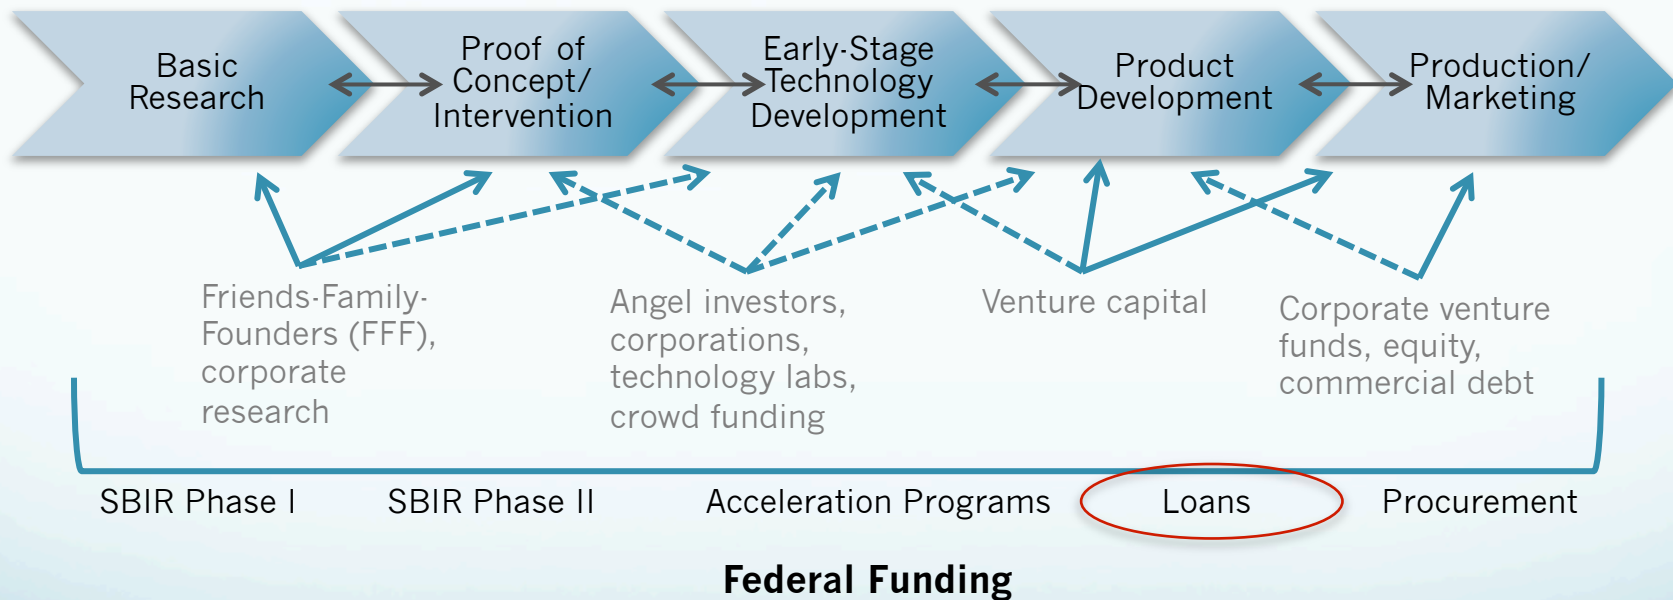 Basic
Research
Proof of
Concept/
Intervention
Early-Stage
Technology
Development
Product
Development
Production/
Marketing
Friends-Family-
Founders (FFF),
corporate
research
Angel investors,
corporations,
technology labs,
crowd funding
Venture capital
Corporate venture
funds, equity,
commercial debt
SBIR Phase I
SBIR Phase II
Acceleration Programs
Loans
Procurement
Federal Funding